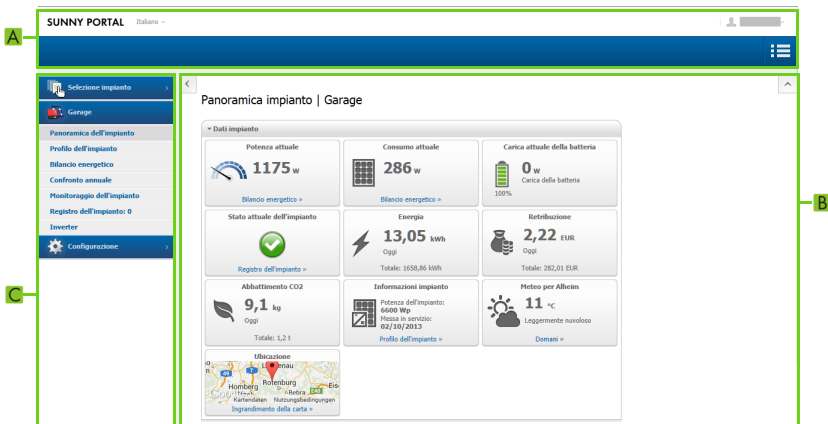 SUNNY PORTAL Italiano
A
Selezione impianto
Garage
Panoramica dell'impianto
Profilo dell'impianto
Bilancio energetico
Confronto annuale
Monitoraggio dell'impianto
Registro dell'impianto: 0
Inverter
Configurazione
C
Panoramica impianto | Garage
Dati impianto
Potenza attuale
1175 w
Bilancio energetico »
Consumo attuale
286 w
Bilancio energetico »
Carica attuale della batteria
0 w
Carica della batteria
100%
Stato attuale dell'impianto
Registro dell'impianto »
Energia
13,05 kWh
Oggi
Totale: 1658,86 kWh
Retribuzione
2,22 EUR
Oggi
Totale: 282,01 EUR
Abbattimento CO2
9,1 kg
Oggi
Totale: 1,2 t
Informazioni impianto
Potenza dell'impianto:
6600 Wp
Messa in servizio:
02/10/2013
Profilo dell'impianto »
Meteo per Alheim
11 °C
Leggermente nuvoloso
Domani »
Ubicazione
Homberg
Rotenburg
Bebra
Kartendaten Nutzungsbedingungen
Ingrandimento della carta »
B